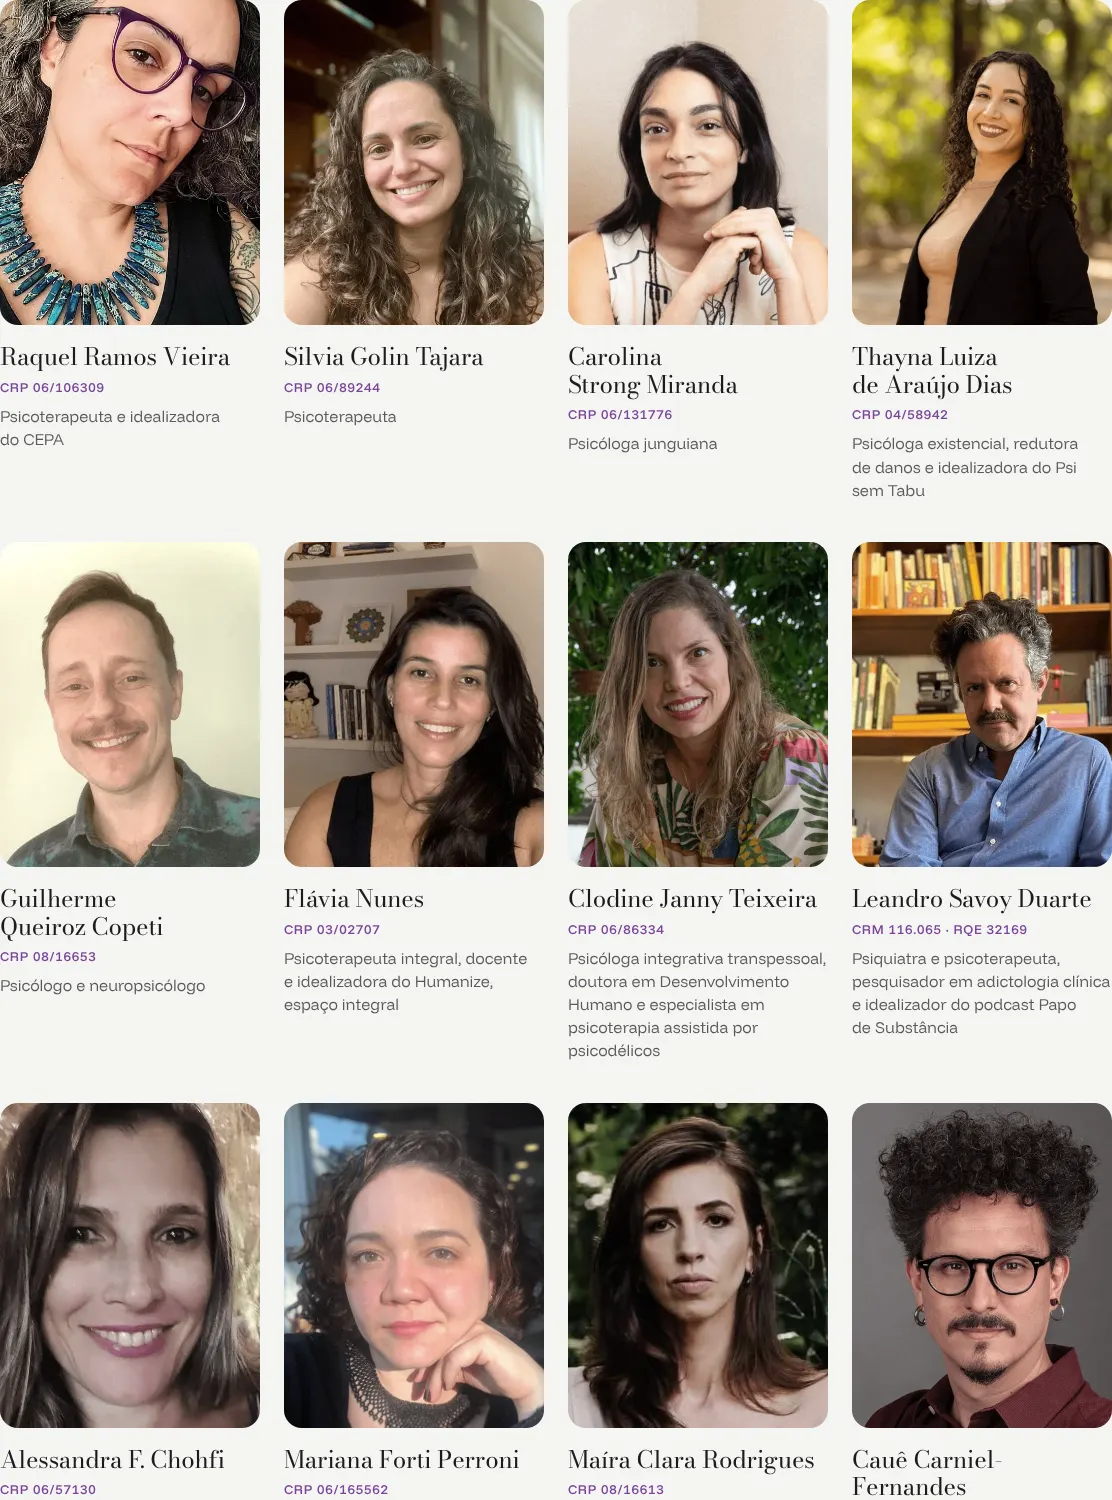 Raquel Ramos Vieira
CRP 06/106309
Psicoterapeuta e idealizadora
do CEPA
Silvia Golin Tajara
CRP 06/89244
Psicoterapeuta
Carolina
Strong Miranda
CRP 06/131776
Psicóloga junguiana
Thayna Luiza
de Araújo Dias
CRP 04/58942
Psicóloga existencial, redutora
de danos e idealizadora do Psi
sem Tabu
Guilherme
Queiroz Copeti
CRP 08/16653
Psicólogo e neuropsicólogo
Flávia Nunes
CRP 03/02707
Psicoterapeuta integral, docente
e idealizadora do Humanize,
espaço integral
Clodine Janny Teixeira
CRP 06/86334
Psicóloga integrativa transpessoal,
doutora em Desenvolvimento
Humano e especialista em
psicoterapia assistida por
psicodélicos
Leandro Savoy Duarte
CRM 116.065 · RQE 32169
Psiquiatra e psicoterapeuta,
pesquisador em adictologia clínica
e idealizador do podcast Papo
de Substância
Alessandra F. Chohfi
CRP 06/57130
Mariana Forti Perroni
CRP 06/165562
Maíra Clara Rodrigues
CRP 08/16613
Cauê Carniel-
Fernandes